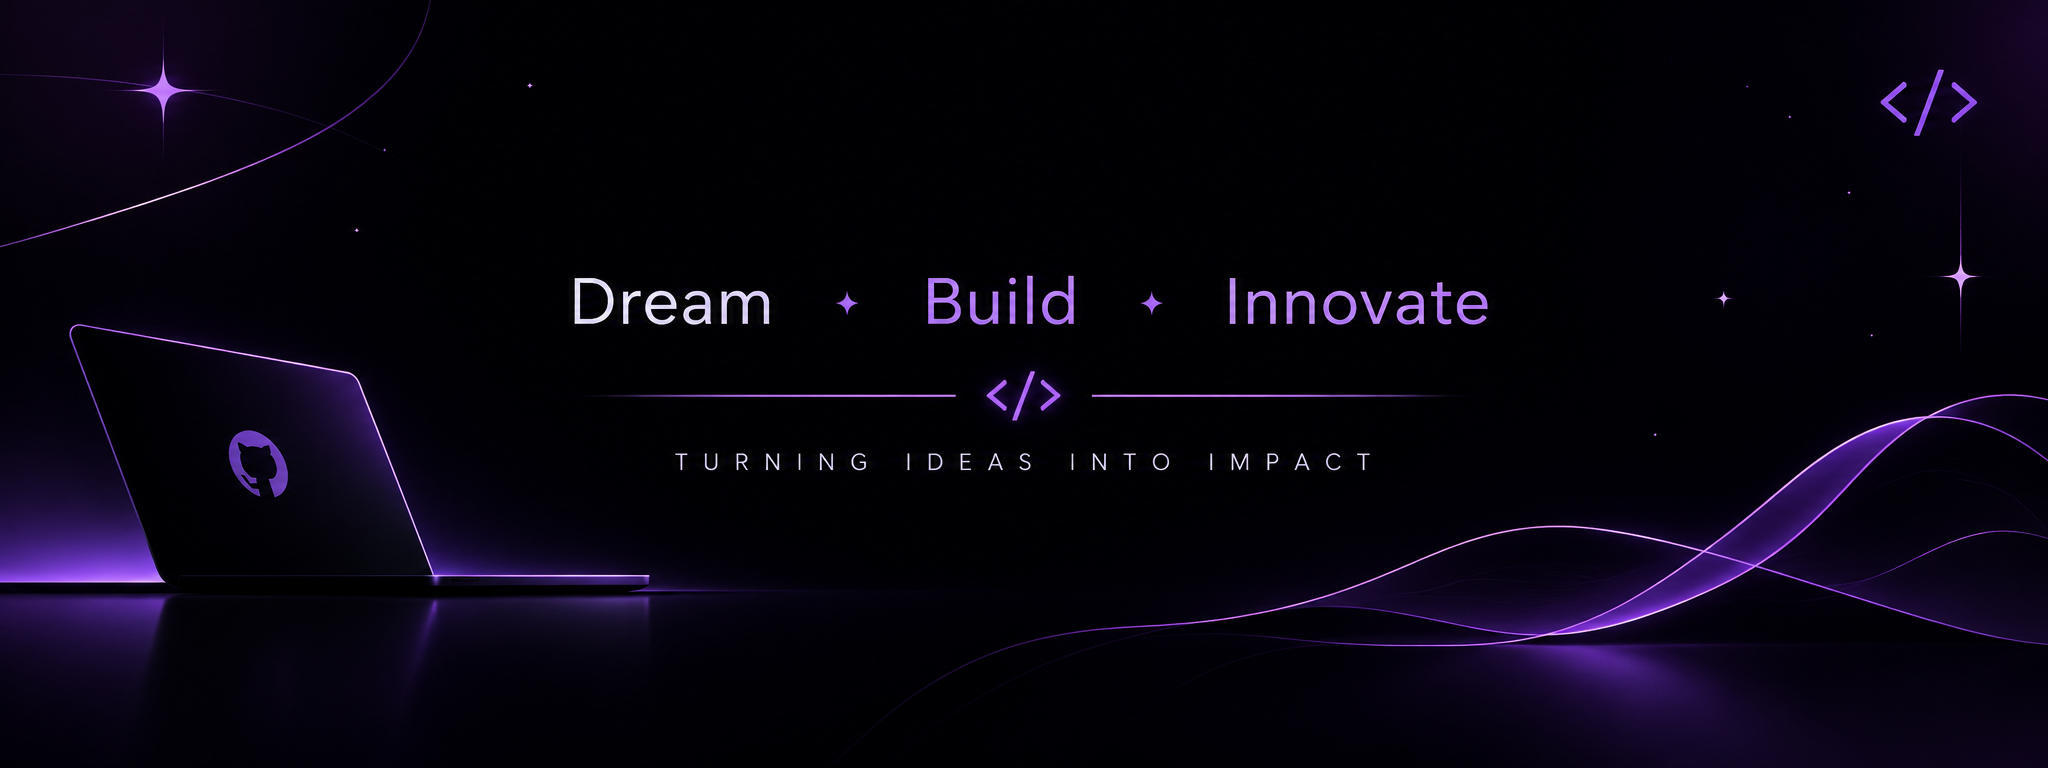 </>
Dream ✦ Build ✦ Innovate
</>
TURNING IDEAS INTO IMPACT